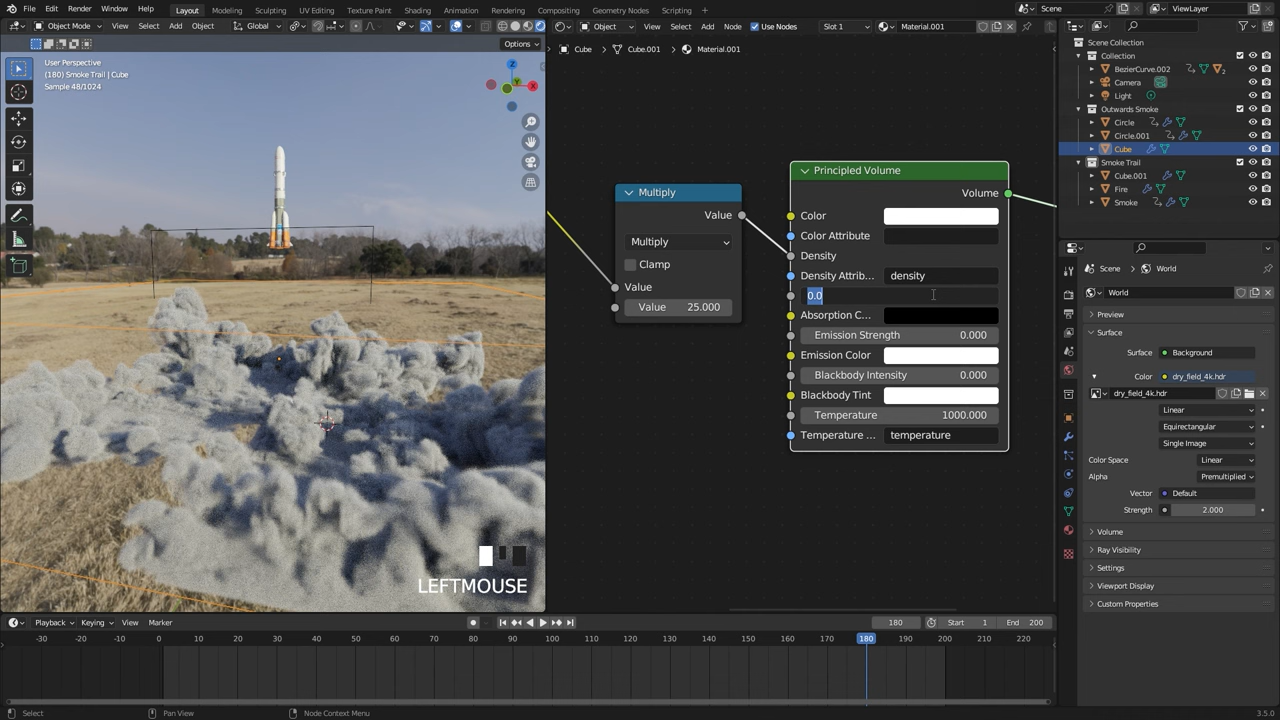 File Edit Render Window Help Layout Modeling Sculpting UV Editing Texture Paint Shading Animation Rendering Compositing Geometry Nodes Scripting Scene ViewLayer
Object Mode View Select Add Object Global
Object View Select Add Node Use Nodes Slot 1 Material.001
Options
Cube Cube.001 Material.001
User Perspective
(180) Smoke Trail | Cube
Sample 48/1024
Z
Y
X
LEFTMOUSE
Multiply
Value
Multiply
Clamp
Value
Value 25.000
Principled Volume
Volume
Color
Color Attribute
Density
Density Attrib... density
0.0
Absorption C...
Emission Strength 0.000
Emission Color
Blackbody Intensity 0.000
Blackbody Tint
Temperature 1000.000
Temperature ... temperature
Scene Collection
Collection
BezierCurve.002 2
Camera
Light
Outwards Smoke
Circle
Circle.001
Cube
Smoke Trail
Cube.001
Fire
Smoke
Scene World
World
Preview
Surface
Surface Background
Color dry_field_4k.hdr
dry_field_4k.hdr
Linear
Equirectangular
Single Image
Color Space Linear
Alpha Premultiplied
Vector Default
Strength 2.000
Volume
Ray Visibility
Settings
Viewport Display
Custom Properties
Playback Keying View Marker 180 Start 1 End 200
-30 -20 -10 0 10 20 30 40 50 60 70 80 90 100 110 120 130 140 150 160 170 180 190 200 210 220
Select Pan View Node Context Menu 3.5.0